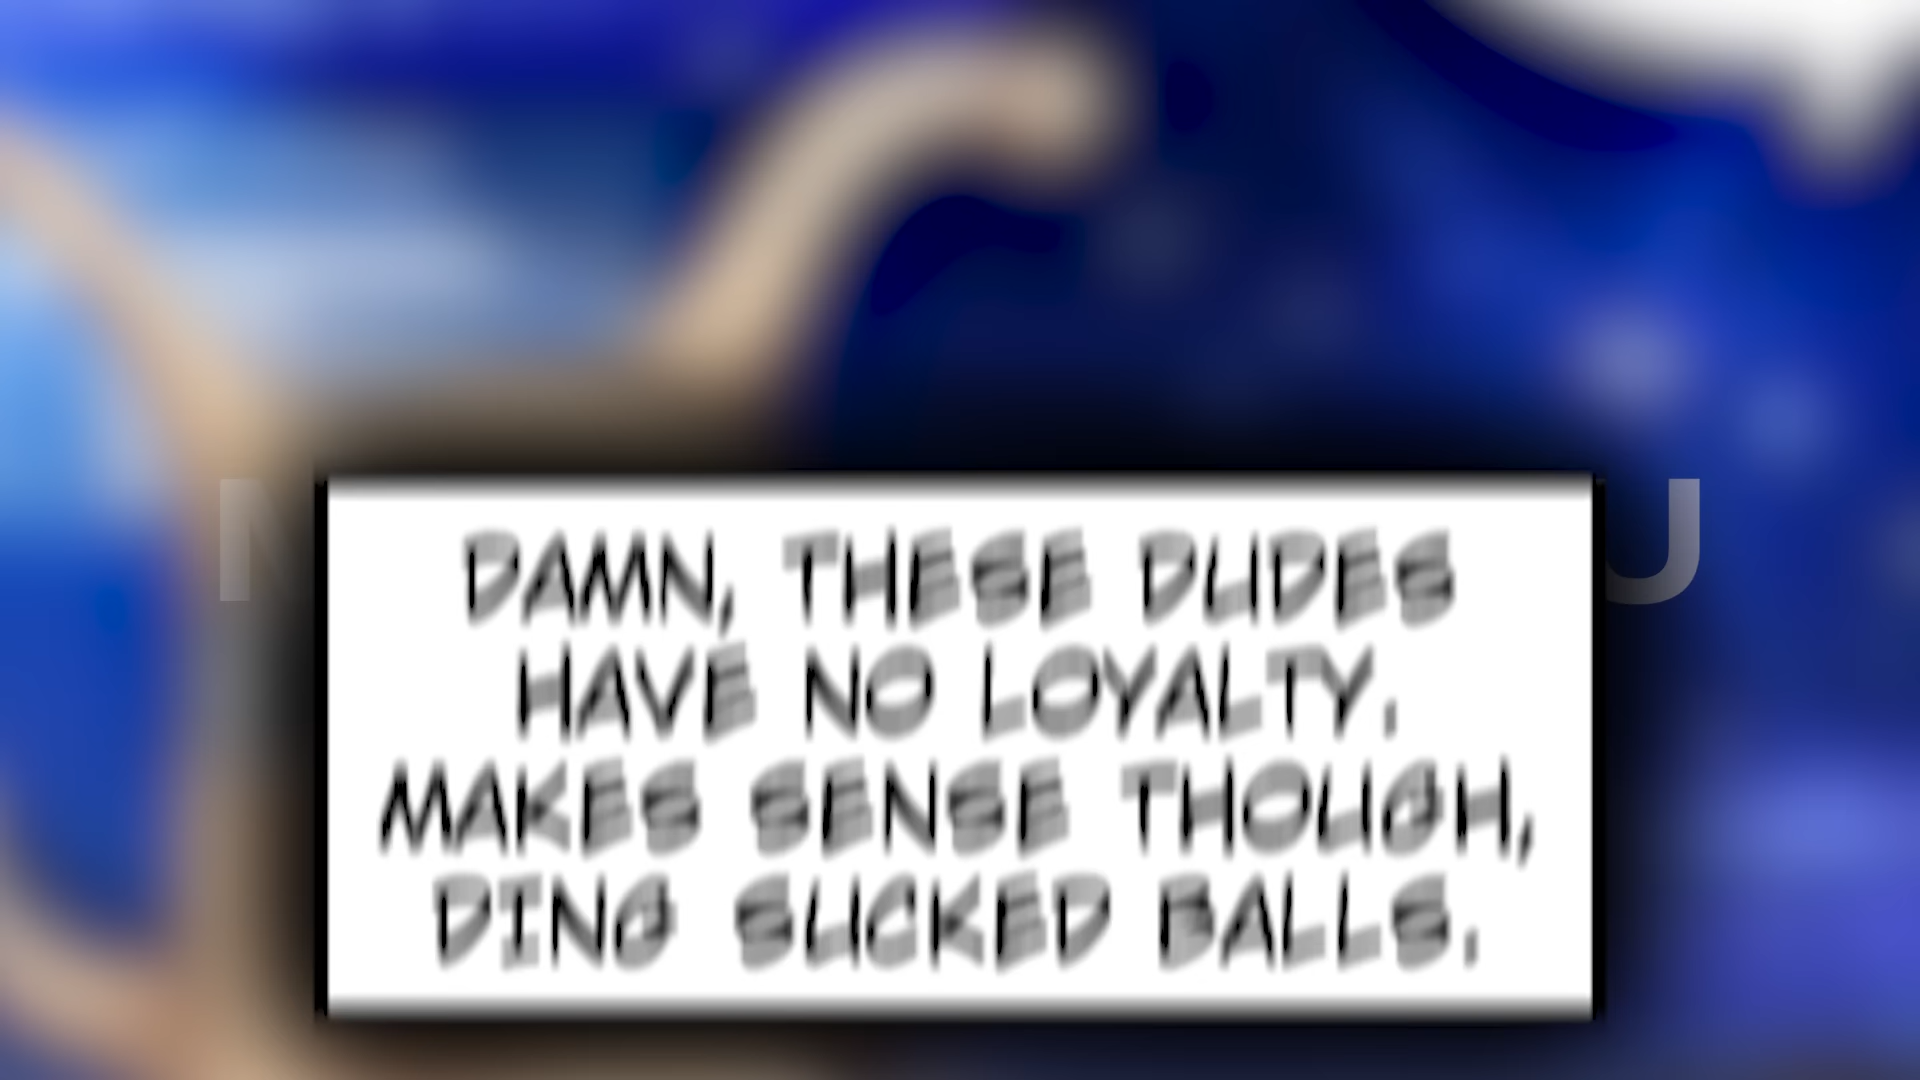 DAMN, THESE DUDES
HAVE NO LOYALTY.
MAKES SENSE THOUGH,
DING SUCKED BALLS.